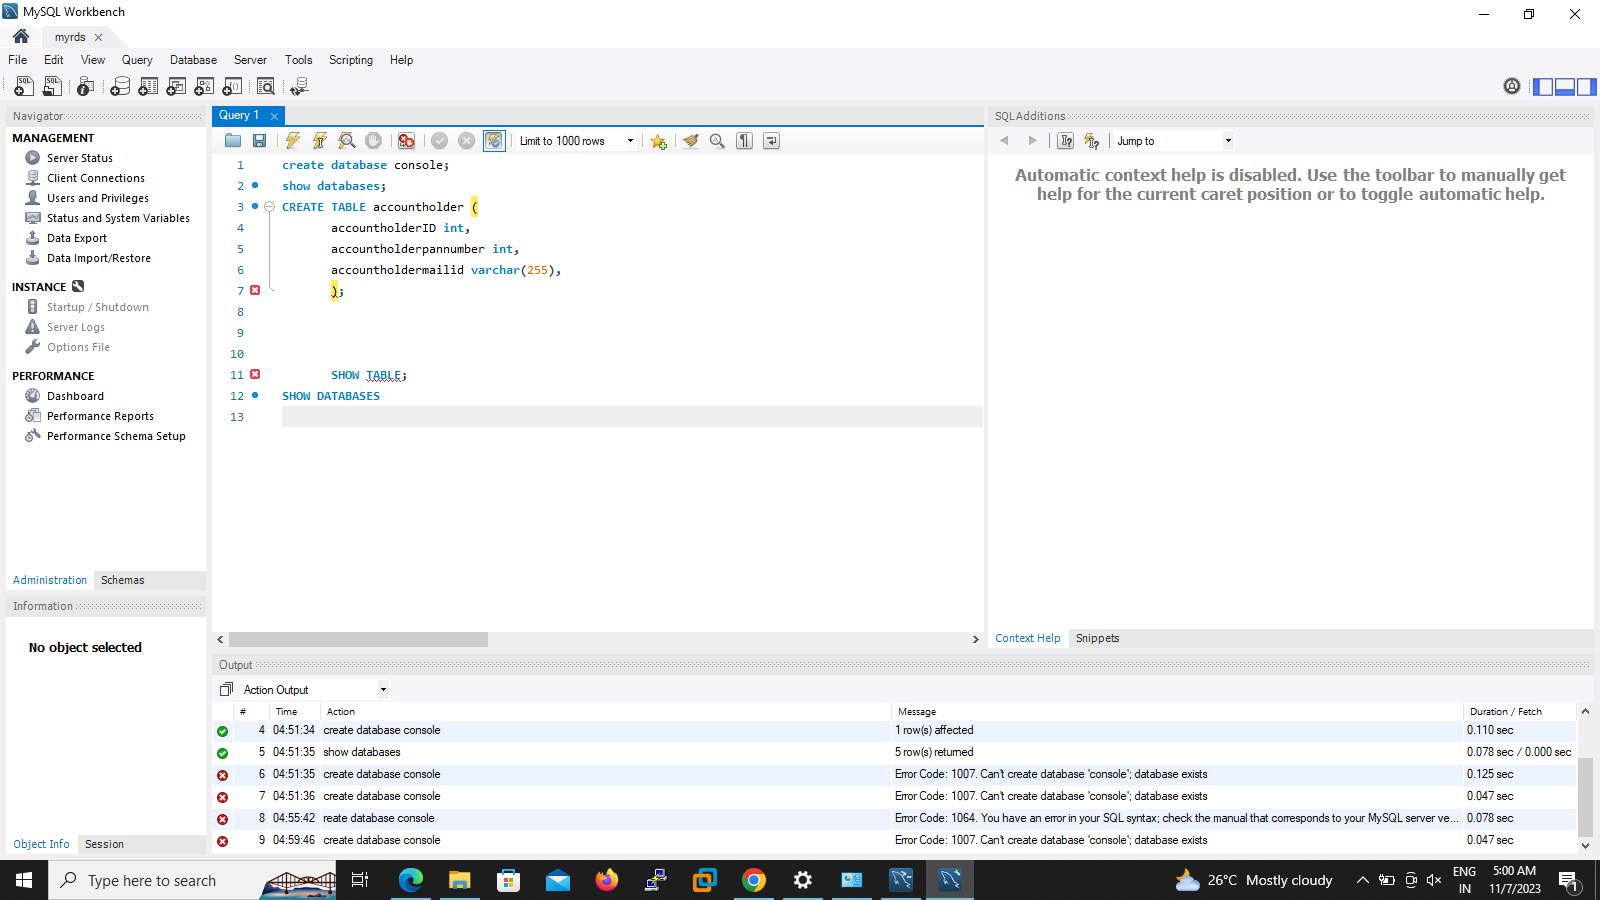 MySQL Workbench
myrds
File Edit View Query Database Server Tools Scripting Help
Navigator
MANAGEMENT
Server Status
Client Connections
Users and Privileges
Status and System Variables
Data Export
Data Import/Restore
INSTANCE
Startup / Shutdown
Server Logs
Options File
PERFORMANCE
Dashboard
Performance Reports
Performance Schema Setup
Administration Schemas
Information
No object selected
Object Info Session
Query 1
Limit to 1000 rows
1 create database console;
2 show databases;
3 CREATE TABLE accountholder (
4 accountholderID int,
5 accountholderpannumber int,
6 accountholdermailid varchar(255),
7 );
8
9
10
11 SHOW TABLE;
12 SHOW DATABASES
13
SQLAdditions
Jump to
Automatic context help is disabled. Use the toolbar to manually get
help for the current caret position or to toggle automatic help.
Context Help Snippets
Output
Action Output
# Time Action Message Duration / Fetch
4 04:51:34 create database console 1 row(s) affected 0.110 sec
5 04:51:35 show databases 5 row(s) returned 0.078 sec / 0.000 sec
6 04:51:35 create database console Error Code: 1007. Can't create database 'console'; database exists 0.125 sec
7 04:51:36 create database console Error Code: 1007. Can't create database 'console'; database exists 0.047 sec
8 04:55:42 reate database console Error Code: 1064. You have an error in your SQL syntax; check the manual that corresponds to your MySQL server ve... 0.078 sec
9 04:59:46 create database console Error Code: 1007. Can't create database 'console'; database exists 0.047 sec
Type here to search
26°C Mostly cloudy
ENG
IN
5:00 AM
11/7/2023
1